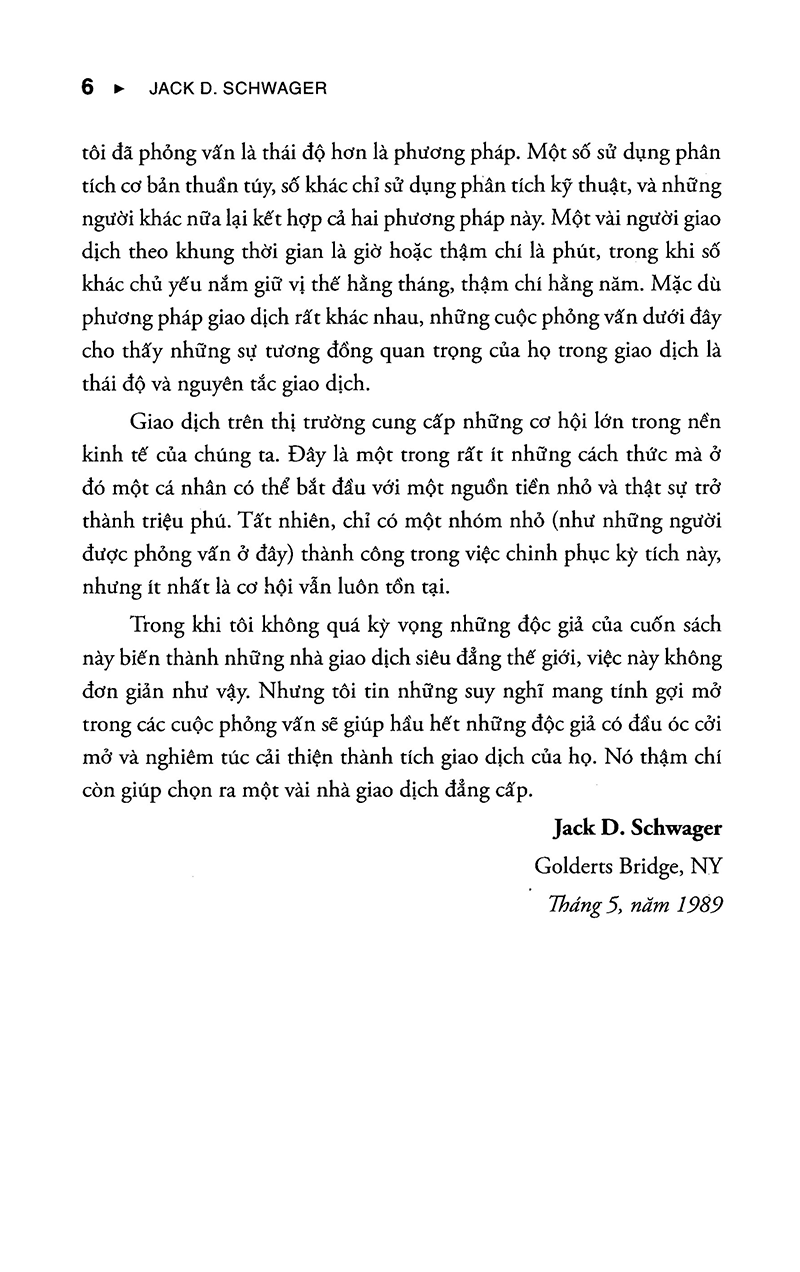 6 ► JACK D. SCHWAGER
tôi đã phỏng vấn là thái độ hơn là phương pháp. Một số sử dụng phân
tích cơ bản thuần túy, số khác chỉ sử dụng phân tích kỹ thuật, và những
người khác nữa lại kết hợp cả hai phương pháp này. Một vài người giao
dịch theo khung thời gian là giờ hoặc thậm chí là phút, trong khi số
khác chủ yếu nắm giữ vị thế hằng tháng, thậm chí hằng năm. Mặc dù
phương pháp giao dịch rất khác nhau, những cuộc phỏng vấn dưới đây
cho thấy những sự tương đồng quan trọng của họ trong giao dịch là
thái độ và nguyên tắc giao dịch.
Giao dịch trên thị trường cung cấp những cơ hội lớn trong nền
kinh tế của chúng ta. Đây là một trong rất ít những cách thức mà ở
đó một cá nhân có thể bắt đầu với một nguồn tiền nhỏ và thật sự trở
thành triệu phú. Tất nhiên, chỉ có một nhóm nhỏ (như những người
được phỏng vấn ở đây) thành công trong việc chinh phục kỳ tích này,
nhưng ít nhất là cơ hội vẫn luôn tồn tại.
Trong khi tôi không quá kỳ vọng những độc giả của cuốn sách
này biến thành những nhà giao dịch siêu đẳng thế giới, việc này không
đơn giản như vậy. Nhưng tôi tin những suy nghĩ mang tính gợi mở
trong các cuộc phỏng vấn sẽ giúp hầu hết những độc giả có đầu óc cởi
mở và nghiêm túc cải thiện thành tích giao dịch của họ. Nó thậm chí
còn giúp chọn ra một vài nhà giao dịch đẳng cấp.
Jack D. Schwager
Golderts Bridge, NY
Tháng 5, năm 1989